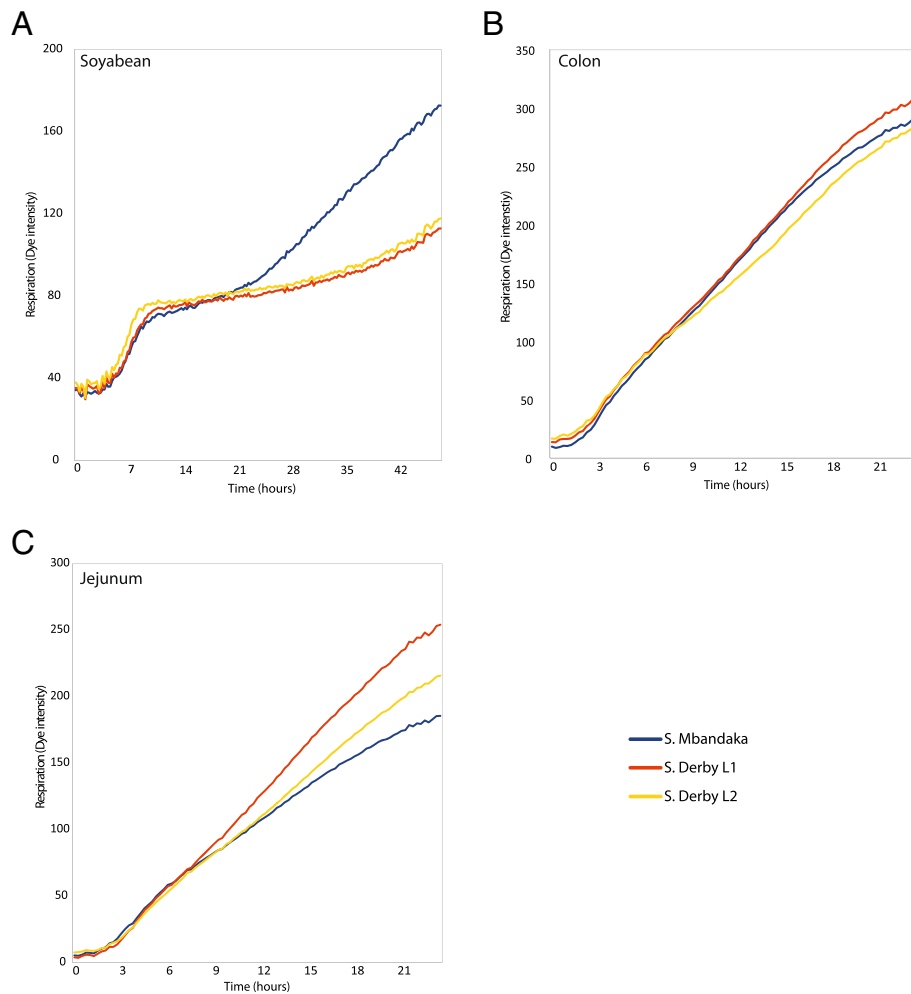 A
Soyabean
Respiration (Dye intensity)
200
160
120
80
40
0
0 7 14 21 28 35 42
Time (hours)
B
Colon
Respiration (Dye intenstiy)
350
300
250
200
150
100
50
0
0 3 6 9 12 15 18 21
Time (hours)
C
Jejunum
Respiration (Dye intensity)
300
250
200
150
100
50
0
0 3 6 9 12 15 18 21
Time (hours)
S. Mbandaka
S. Derby L1
S. Derby L2